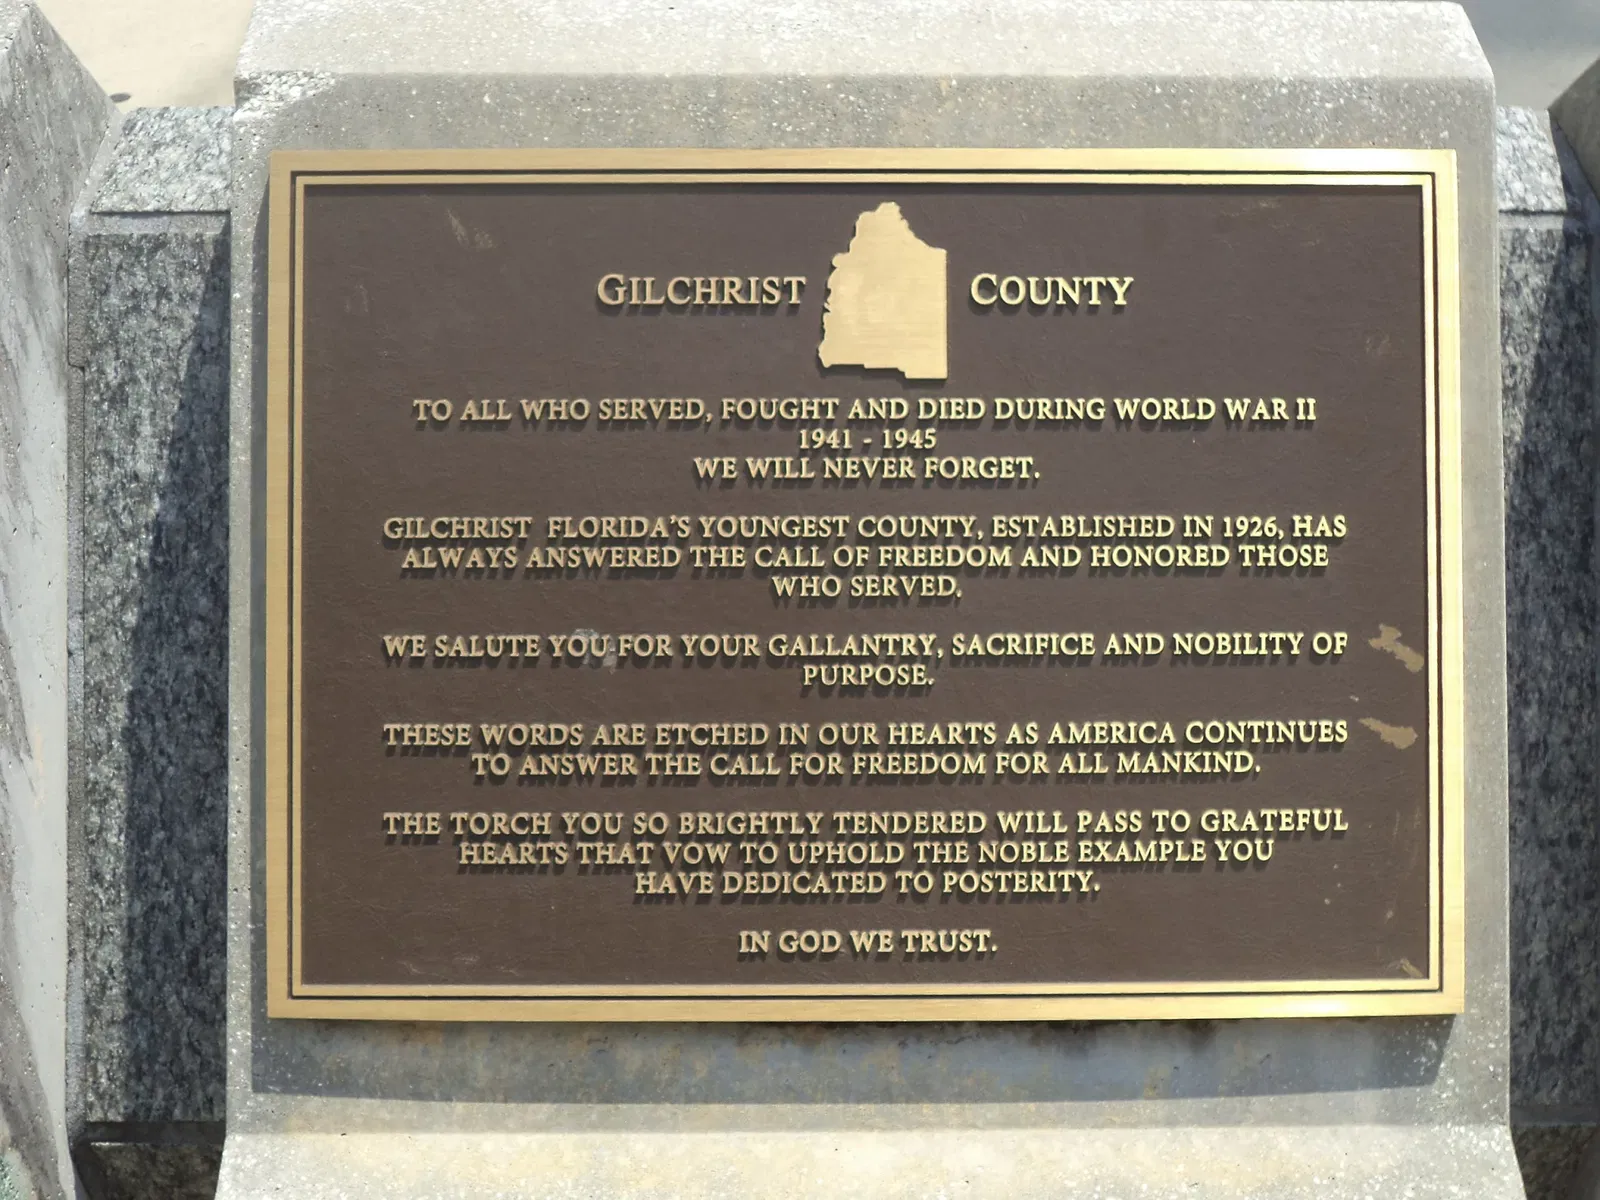 GILCHRIST COUNTY
TO ALL WHO SERVED, FOUGHT AND DIED DURING WORLD WAR II
1941 - 1945
WE WILL NEVER FORGET.
GILCHRIST FLORIDA'S YOUNGEST COUNTY, ESTABLISHED IN 1926, HAS
ALWAYS ANSWERED THE CALL OF FREEDOM AND HONORED THOSE
WHO SERVED.
WE SALUTE YOU FOR YOUR GALLANTRY, SACRIFICE AND NOBILITY OF
PURPOSE.
THESE WORDS ARE ETCHED IN OUR HEARTS AS AMERICA CONTINUES
TO ANSWER THE CALL FOR FREEDOM FOR ALL MANKIND.
THE TORCH YOU SO BRIGHTLY TENDERED WILL PASS TO GRATEFUL
HEARTS THAT VOW TO UPHOLD THE NOBLE EXAMPLE YOU
HAVE DEDICATED TO POSTERITY.
IN GOD WE TRUST.